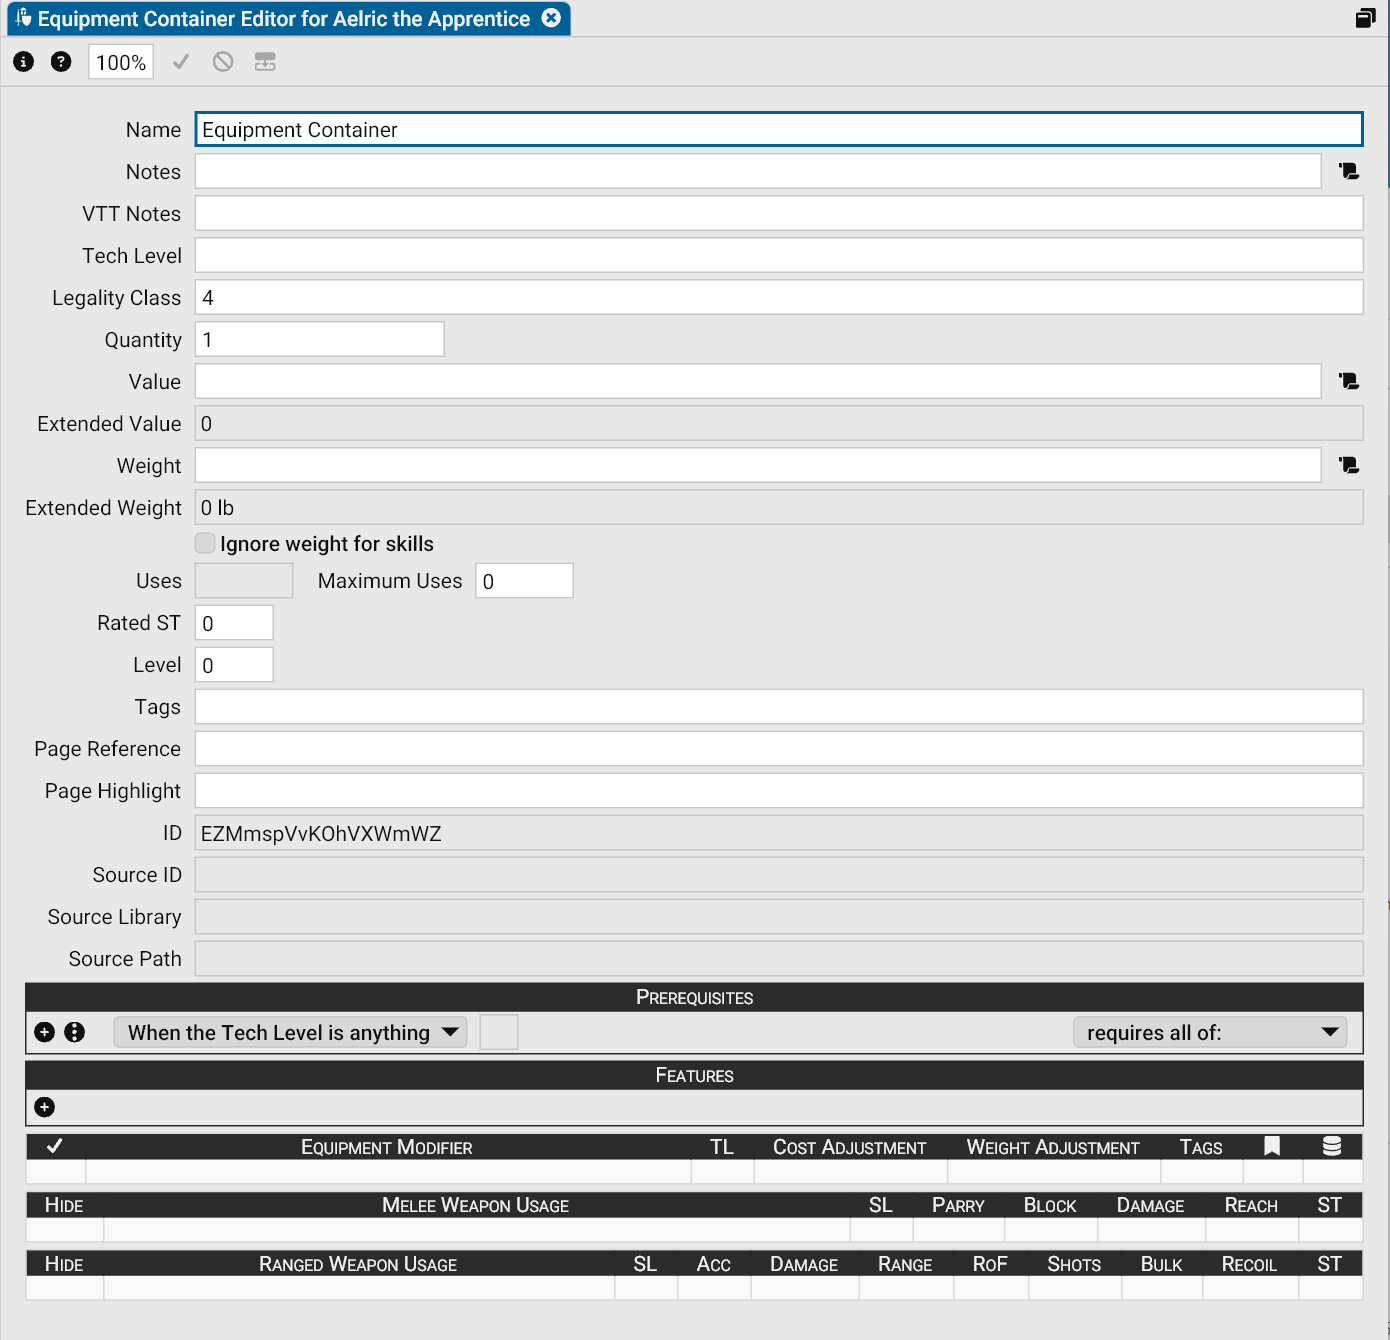 Equipment Container Editor for Aelric the Apprentice
100%
Name Equipment Container
Notes
VTT Notes
Tech Level
Legality Class 4
Quantity 1
Value
Extended Value 0
Weight
Extended Weight 0 lb
Ignore weight for skills
Uses Maximum Uses 0
Rated ST 0
Level 0
Tags
Page Reference
Page Highlight
ID EZMmspVvKOhVXWmWZ
Source ID
Source Library
Source Path
Prerequisites
When the Tech Level is anything requires all of:
Features
Equipment Modifier TL Cost Adjustment Weight Adjustment Tags
Hide Melee Weapon Usage SL Parry Block Damage Reach ST
Hide Ranged Weapon Usage SL Acc Damage Range RoF Shots Bulk Recoil ST